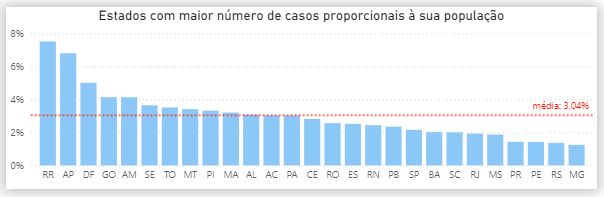 Estados com maior número de casos proporcionais à sua população
8%
6%
4%
2%
0%
média: 3,04%
RR AP DF GO AM SE TO MT PI MA AL AC PA CE RO ES RN PB SP BA SC RJ MS PR PE RS MG